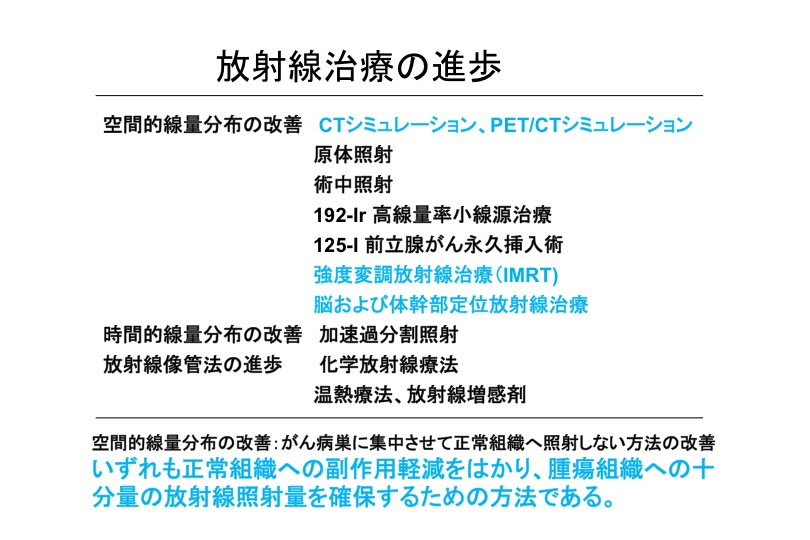 放射線治療の進歩
空間的線量分布の改善 CTシミュレーション、PET/CTシミュレーション
原体照射
術中照射
192-Ir 高線量率小線源治療
125-I 前立腺がん永久挿入術
強度変調放射線治療（IMRT)
脳および体幹部定位放射線治療
時間的線量分布の改善 加速過分割照射
放射線像管法の進歩 化学放射線療法
温熱療法、放射線増感剤
空間的線量分布の改善：がん病巣に集中させて正常組織へ照射しない方法の改善
いずれも正常組織への副作用軽減をはかり、腫瘍組織への十
分量の放射線照射量を確保するための方法である。